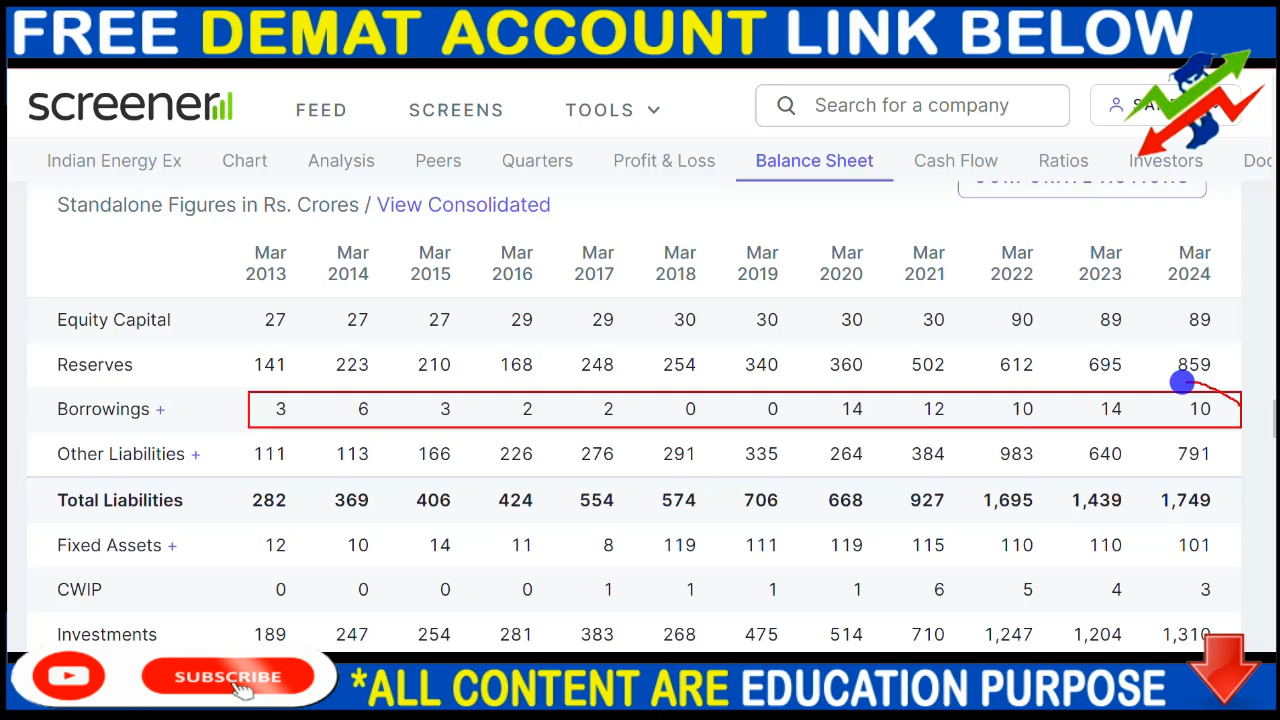 FREE DEMAT ACCOUNT LINK BELOW
screener
FEED SCREENS TOOLS Search for a company
Indian Energy Ex Chart Analysis Peers Quarters Profit & Loss Balance Sheet Cash Flow Ratios Investors
Standalone Figures in Rs. Crores / View Consolidated
Mar Mar Mar Mar Mar Mar Mar Mar Mar Mar Mar Mar
2013 2014 2015 2016 2017 2018 2019 2020 2021 2022 2023 2024
Equity Capital 27 27 27 29 29 30 30 30 30 90 89 89
Reserves 141 223 210 168 248 254 340 360 502 612 695 859
Borrowings + 3 6 3 2 2 0 0 14 12 10 14 10
Other Liabilities + 111 113 166 226 276 291 335 264 384 983 640 791
Total Liabilities 282 369 406 424 554 574 706 668 927 1,695 1,439 1,749
Fixed Assets + 12 10 14 11 8 119 111 119 115 110 110 101
CWIP 0 0 0 0 1 1 1 1 6 5 4 3
Investments 189 247 254 281 383 268 475 514 710 1,247 1,204 1,310
SUBSCRIBE
*ALL CONTENT ARE EDUCATION PURPOSE